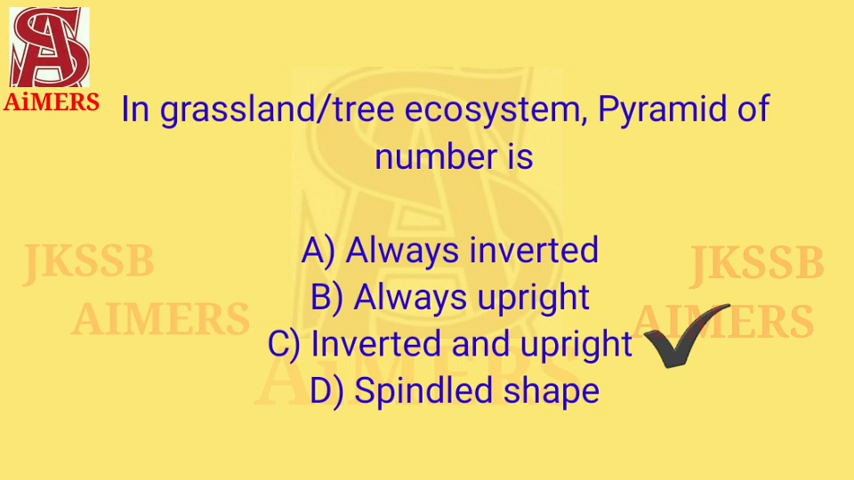 AiMERS
In grassland/tree ecosystem, Pyramid of
number is
A) Always inverted
B) Always upright
C) Inverted and upright
D) Spindled shape
JKSSB
AIMERS
JKSSB
AIMERS
AiMERS